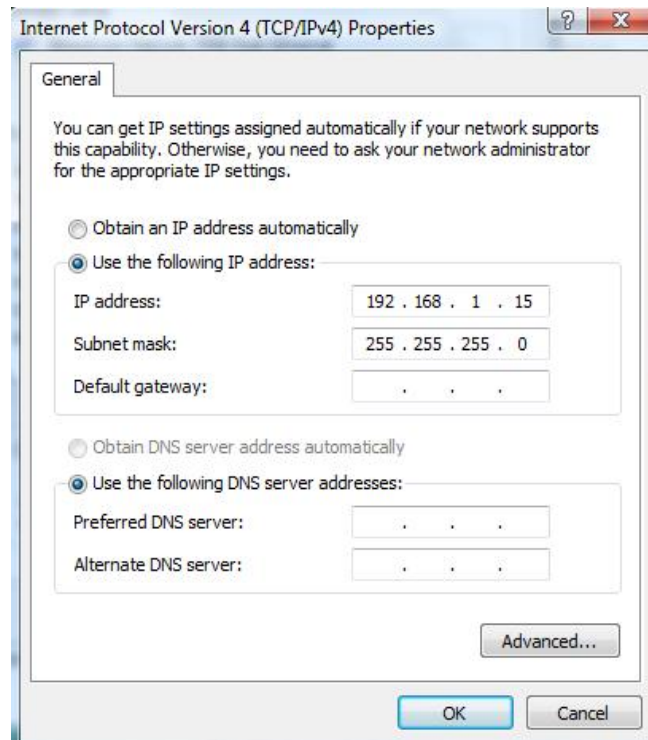 Internet Protocol Version 4 (TCP/IPv4) Properties
General
You can get IP settings assigned automatically if your network supports
this capability. Otherwise, you need to ask your network administrator
for the appropriate IP settings.
Obtain an IP address automatically
Use the following IP address:
IP address: 192 . 168 . 1 . 15
Subnet mask: 255 . 255 . 255 . 0
Default gateway: . . .
Obtain DNS server address automatically
Use the following DNS server addresses:
Preferred DNS server: . . .
Alternate DNS server: . . .
Advanced...
OK Cancel